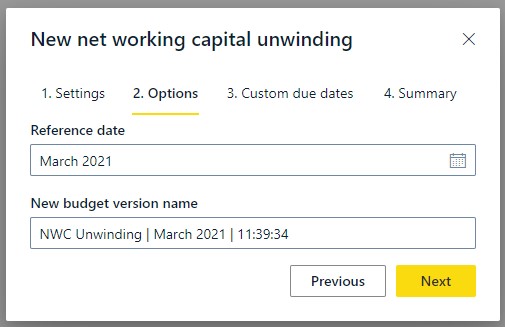 New net working capital unwinding
1. Settings 2. Options 3. Custom due dates 4. Summary
Reference date
March 2021
New budget version name
NWC Unwinding | March 2021 | 11:39:34
Previous Next